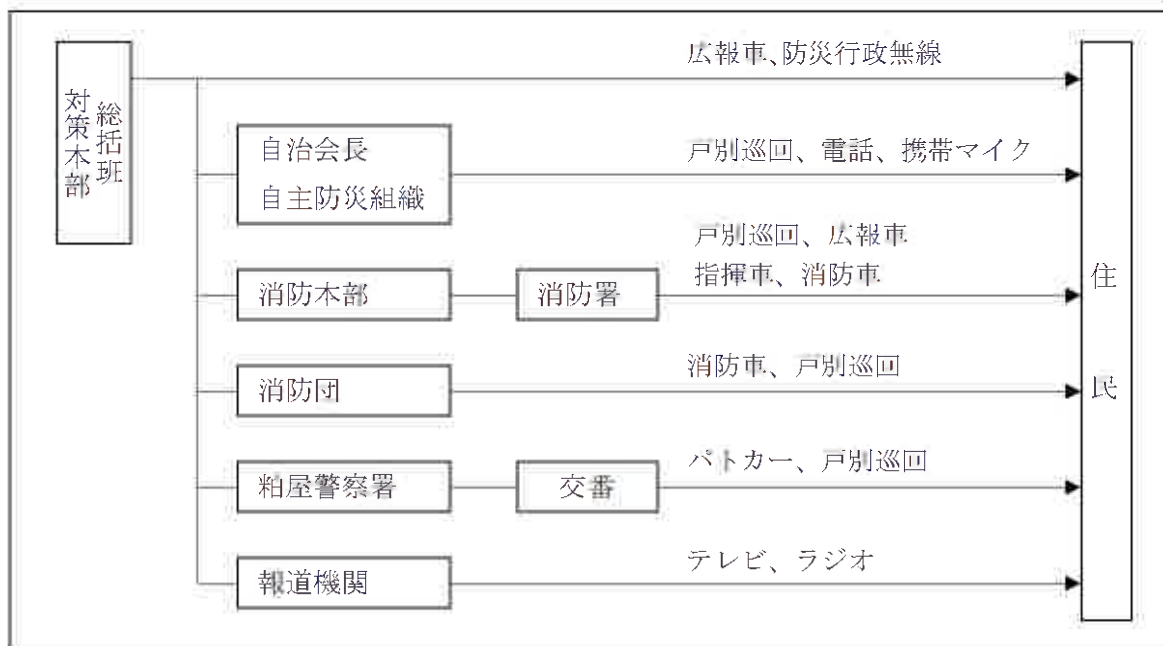 対策本部
総括班
広報車、防災行政無線
自治会長
自主防災組織
戸別巡回、電話、携帯マイク
消防本部
消防署
戸別巡回、広報車
指揮車、消防車
消防団
消防車、戸別巡回
粕屋警察署
交番
パトカー、戸別巡回
報道機関
テレビ、ラジオ
住民